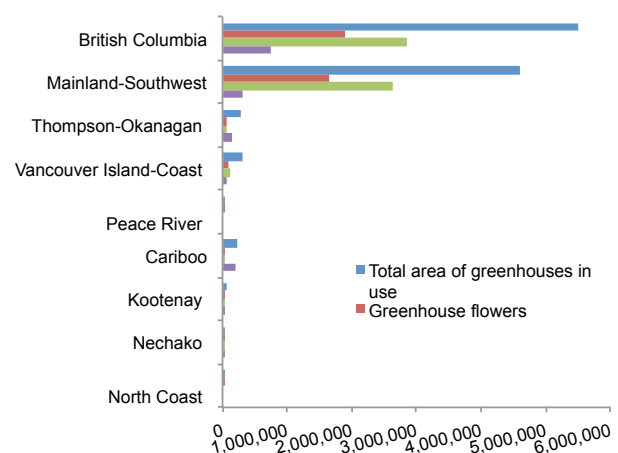 British Columbia
Mainland-Southwest
Thompson-Okanagan
Vancouver Island-Coast
Peace River
Cariboo
Kootenay
Nechako
North Coast
Total area of greenhouses in
use
Greenhouse flowers
0
1,000,000
2,000,000
3,000,000
4,000,000
5,000,000
6,000,000